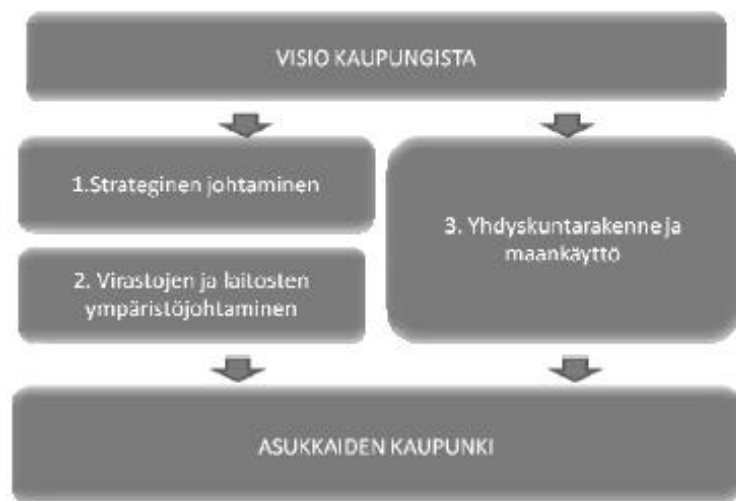 VISIO KAUPUNGISTA
1.Strateginen johtaminen
2. Virastojen ja laitosten
ympäristöjohtaminen
3. Yhdyskuntarakenne ja
maankäyttö
ASUKKAIDEN KAUPUNKI